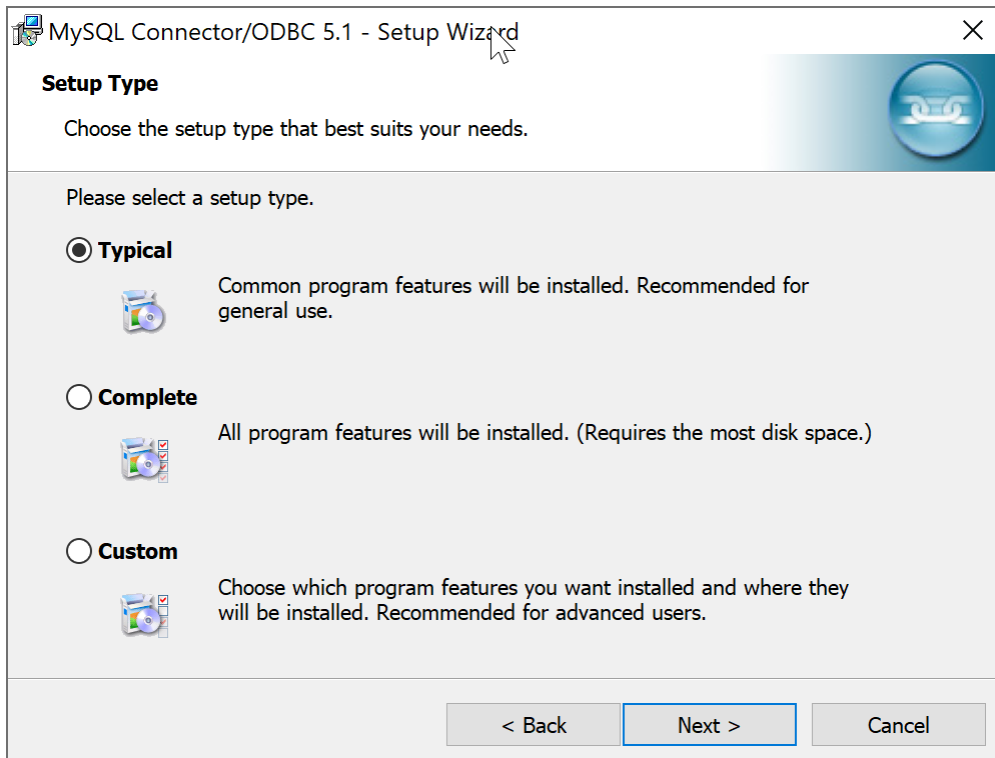 MySQL Connector/ODBC 5.1 - Setup Wizard
Setup Type
Choose the setup type that best suits your needs.
Please select a setup type.
Typical
Common program features will be installed. Recommended for
general use.
Complete
All program features will be installed. (Requires the most disk space.)
Custom
Choose which program features you want installed and where they
will be installed. Recommended for advanced users.
< Back
Next >
Cancel